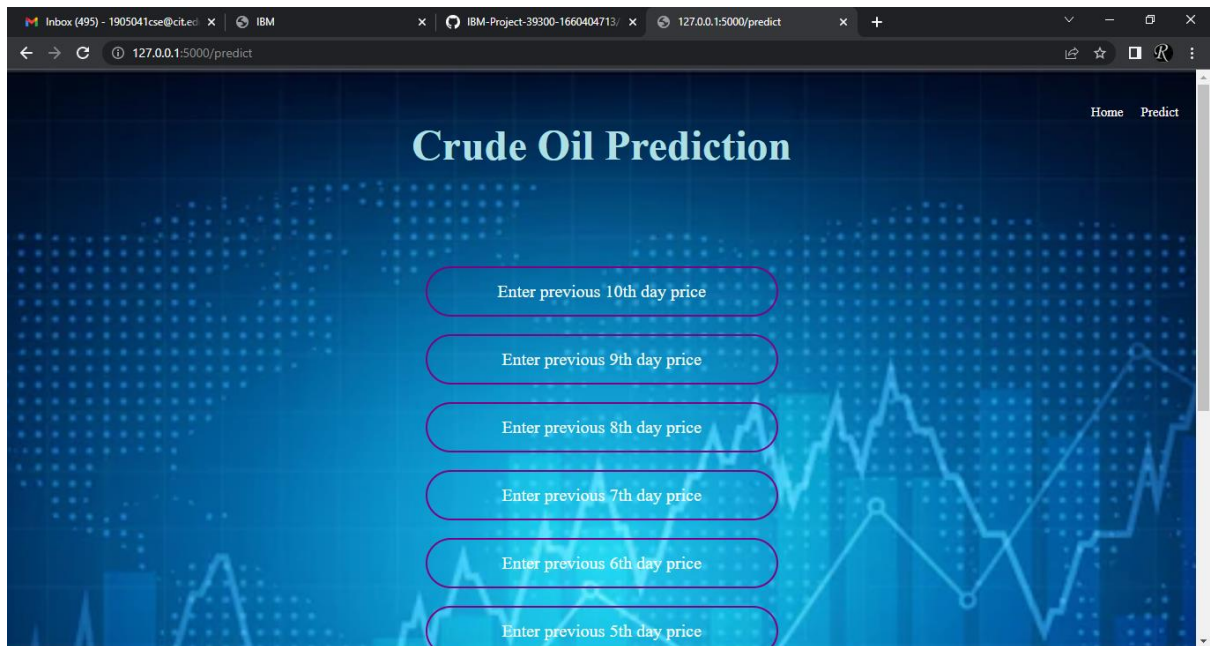 Inbox (495) - 1905041cse@cit.ed
IBM
IBM-Project-39300-1660404713/
127.0.0.1:5000/predict
127.0.0.1:5000/predict
R
Home Predict
Crude Oil Prediction
Enter previous 10th day price
Enter previous 9th day price
Enter previous 8th day price
Enter previous 7th day price
Enter previous 6th day price
Enter previous 5th day price